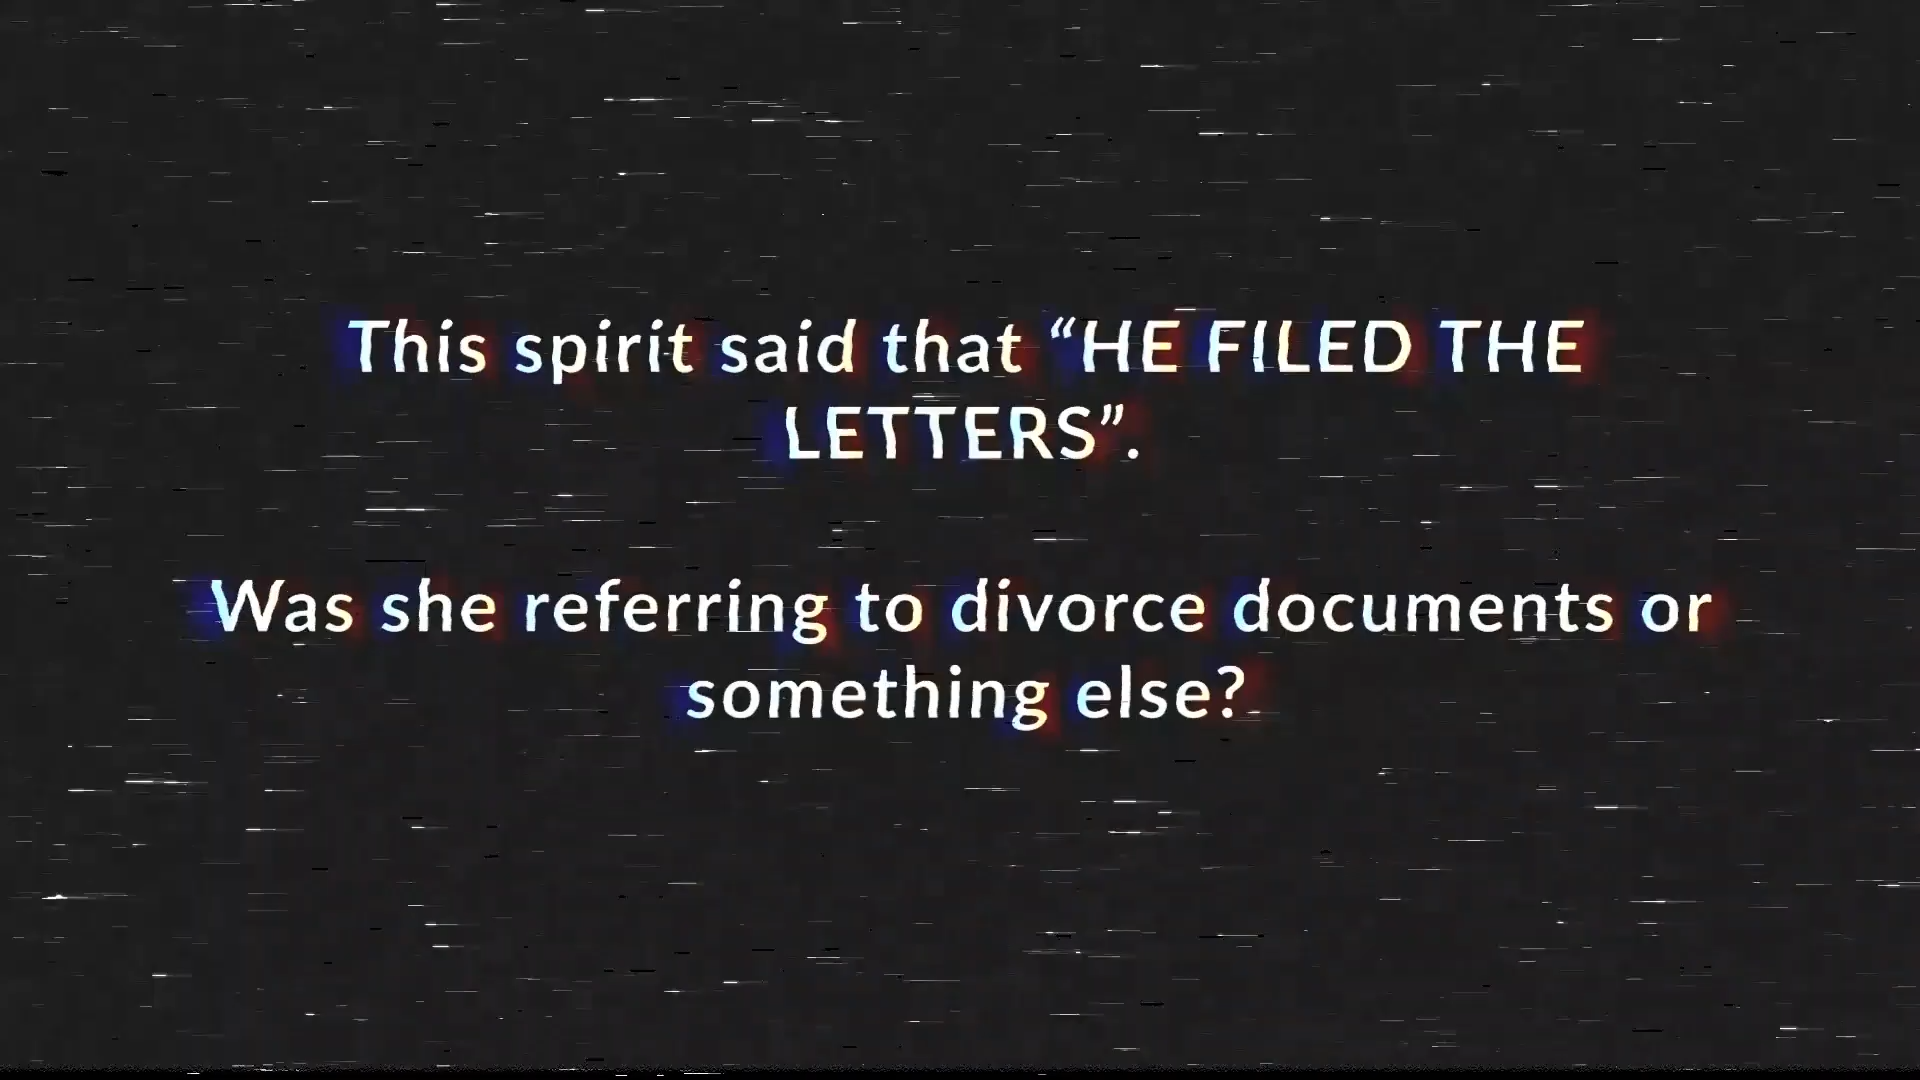 This spirit said that “HE FILED THE
LETTERS”.
Was she referring to divorce documents or
something else?